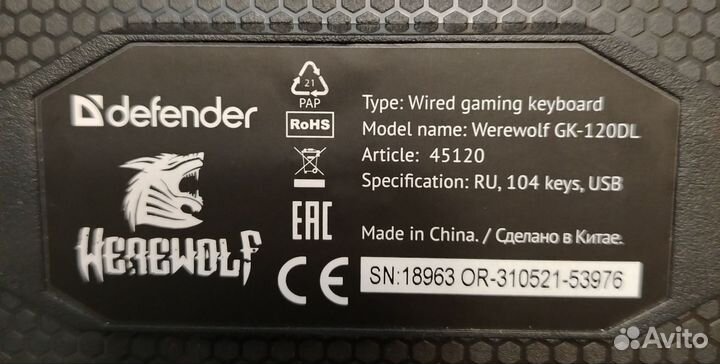 defender
WEREWOLF
21
PAP
RoHS
EAC
CE
Type: Wired gaming keyboard
Model name: Werewolf GK-120DL
Article: 45120
Specification: RU, 104 keys, USB
Made in China. / Сделано в Китае.
SN:18963 OR-310521-53976
Avito